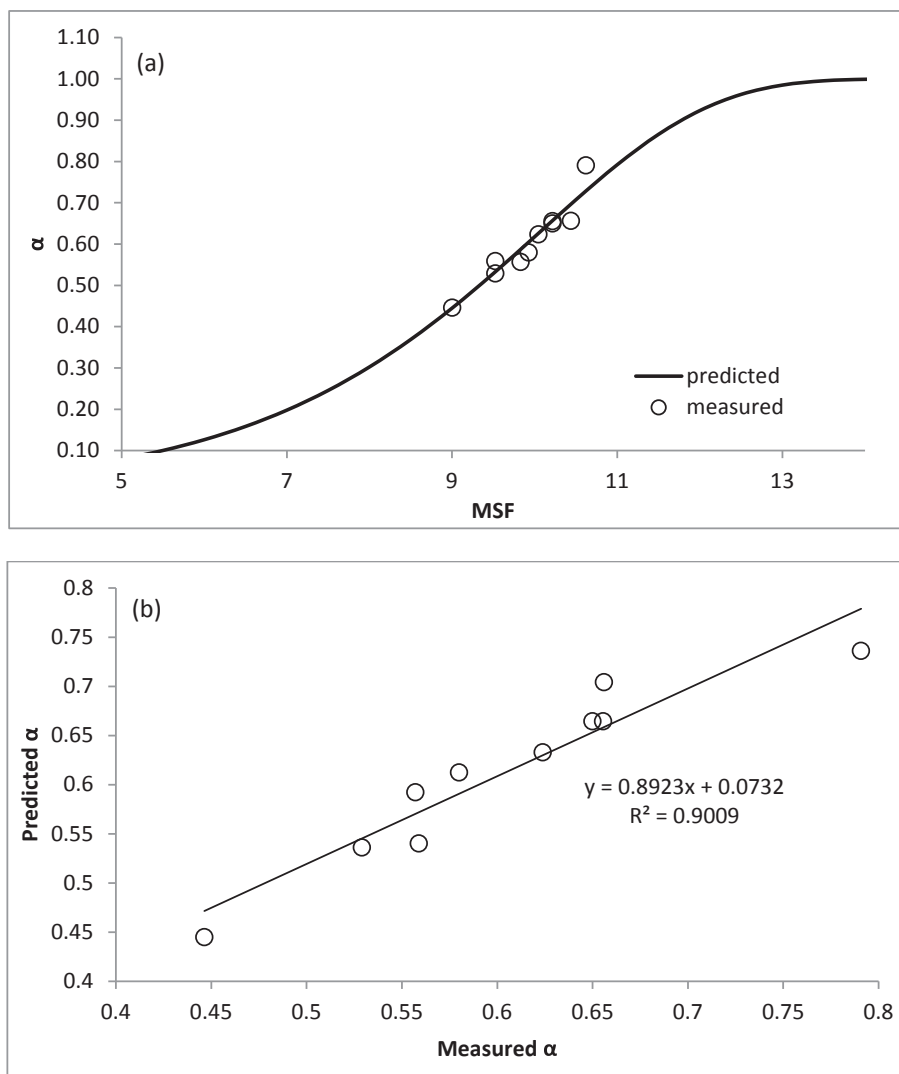 (a)
1.10
1.00
0.90
0.80
0.70
0.60
0.50
0.40
0.30
0.20
0.10
α
predicted
measured
5 7 9 11 13
MSF
(b)
0.8
0.75
0.7
0.65
0.6
0.55
0.5
0.45
0.4
Predicted α
y = 0.8923x + 0.0732
R² = 0.9009
0.4 0.45 0.5 0.55 0.6 0.65 0.7 0.75 0.8
Measured α